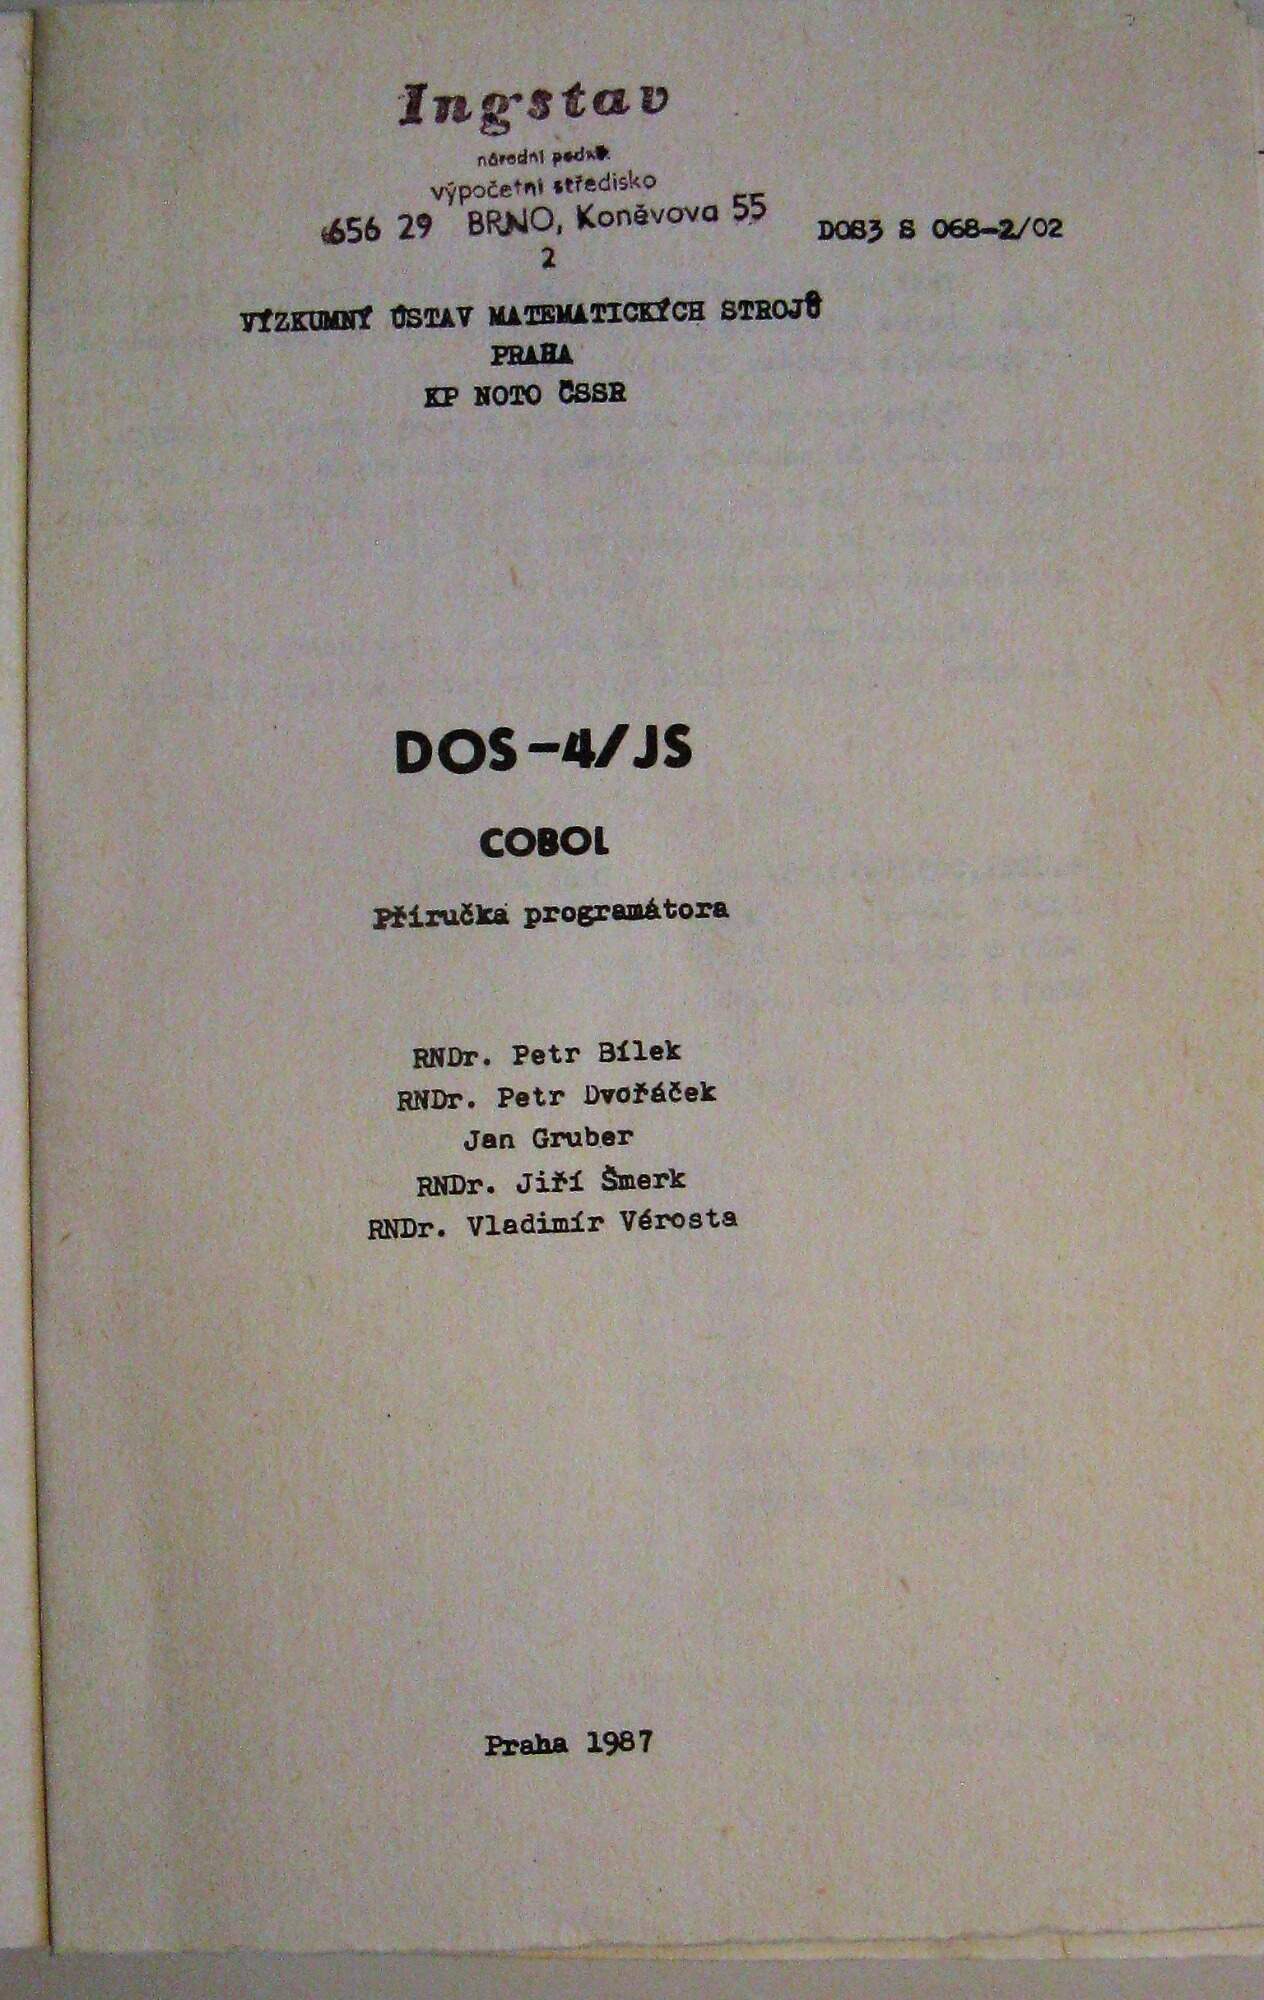 Ingstav
národní podnik
výpočetní středisko
656 29 BRNO, Koněvova 55
2
DOS3 S 068-2/02
VÝZKUMNÝ ÚSTAV MATEMATICKÝCH STROJŮ
PRAHA
KP NOTO ČSSR
DOS-4/JS
COBOL
Příručka programátora
RNDr. Petr Bílek
RNDr. Petr Dvořáček
Jan Gruber
RNDr. Jiří Šmerk
RNDr. Vladimír Vérosta
Praha 1987